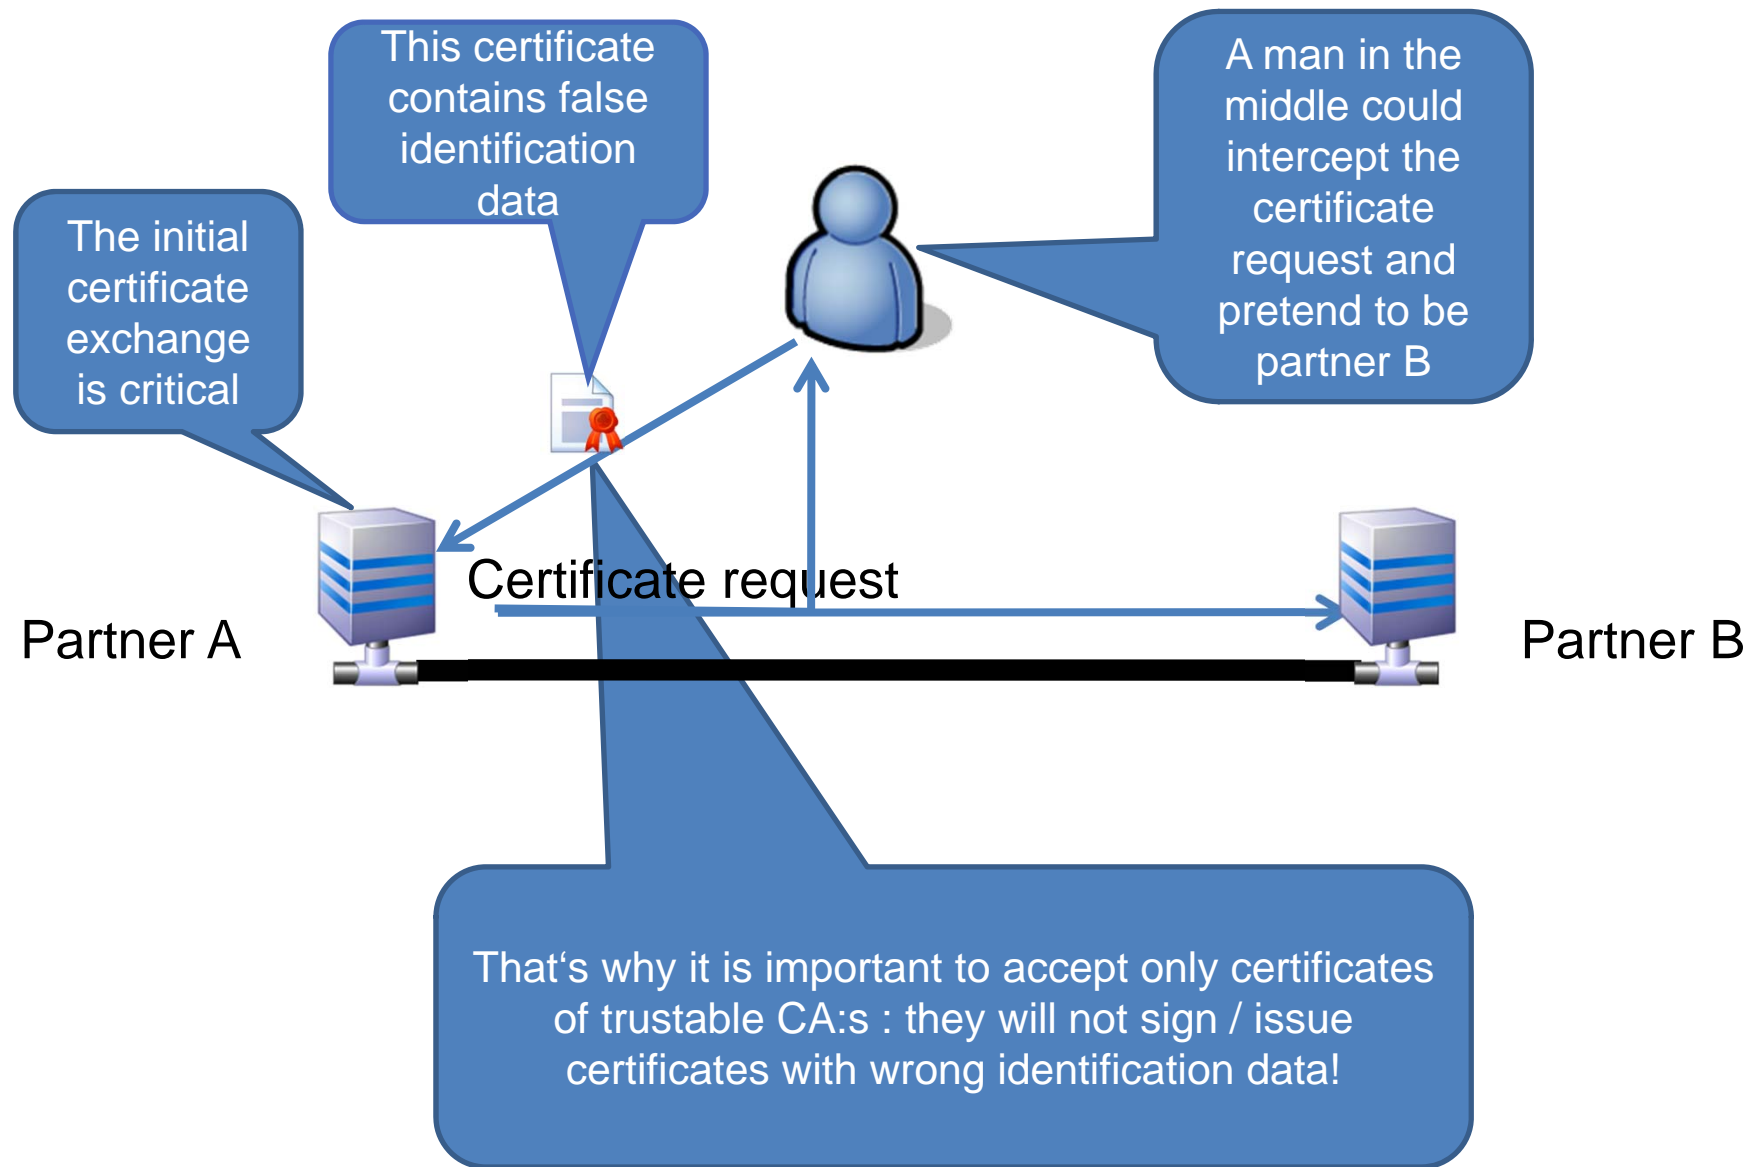 This certificate
contains false
identification
data
A man in the
middle could
intercept the
certificate
request and
pretend to be
partner B
The initial
certificate
exchange
is critical
Certificate request
Partner A
Partner B
That‘s why it is important to accept only certificates
of trustable CA:s : they will not sign / issue
certificates with wrong identification data!